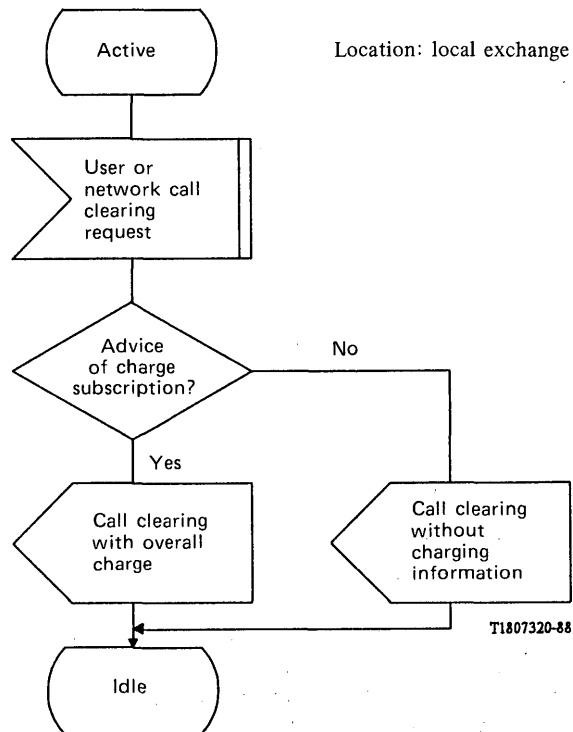 Active
Location: local exchange
User or
network call
clearing
request
Advice
of charge
subscription?
No
Yes
Call clearing
with overall
charge
Call clearing
without
charging
information
T1807320-88
Idle